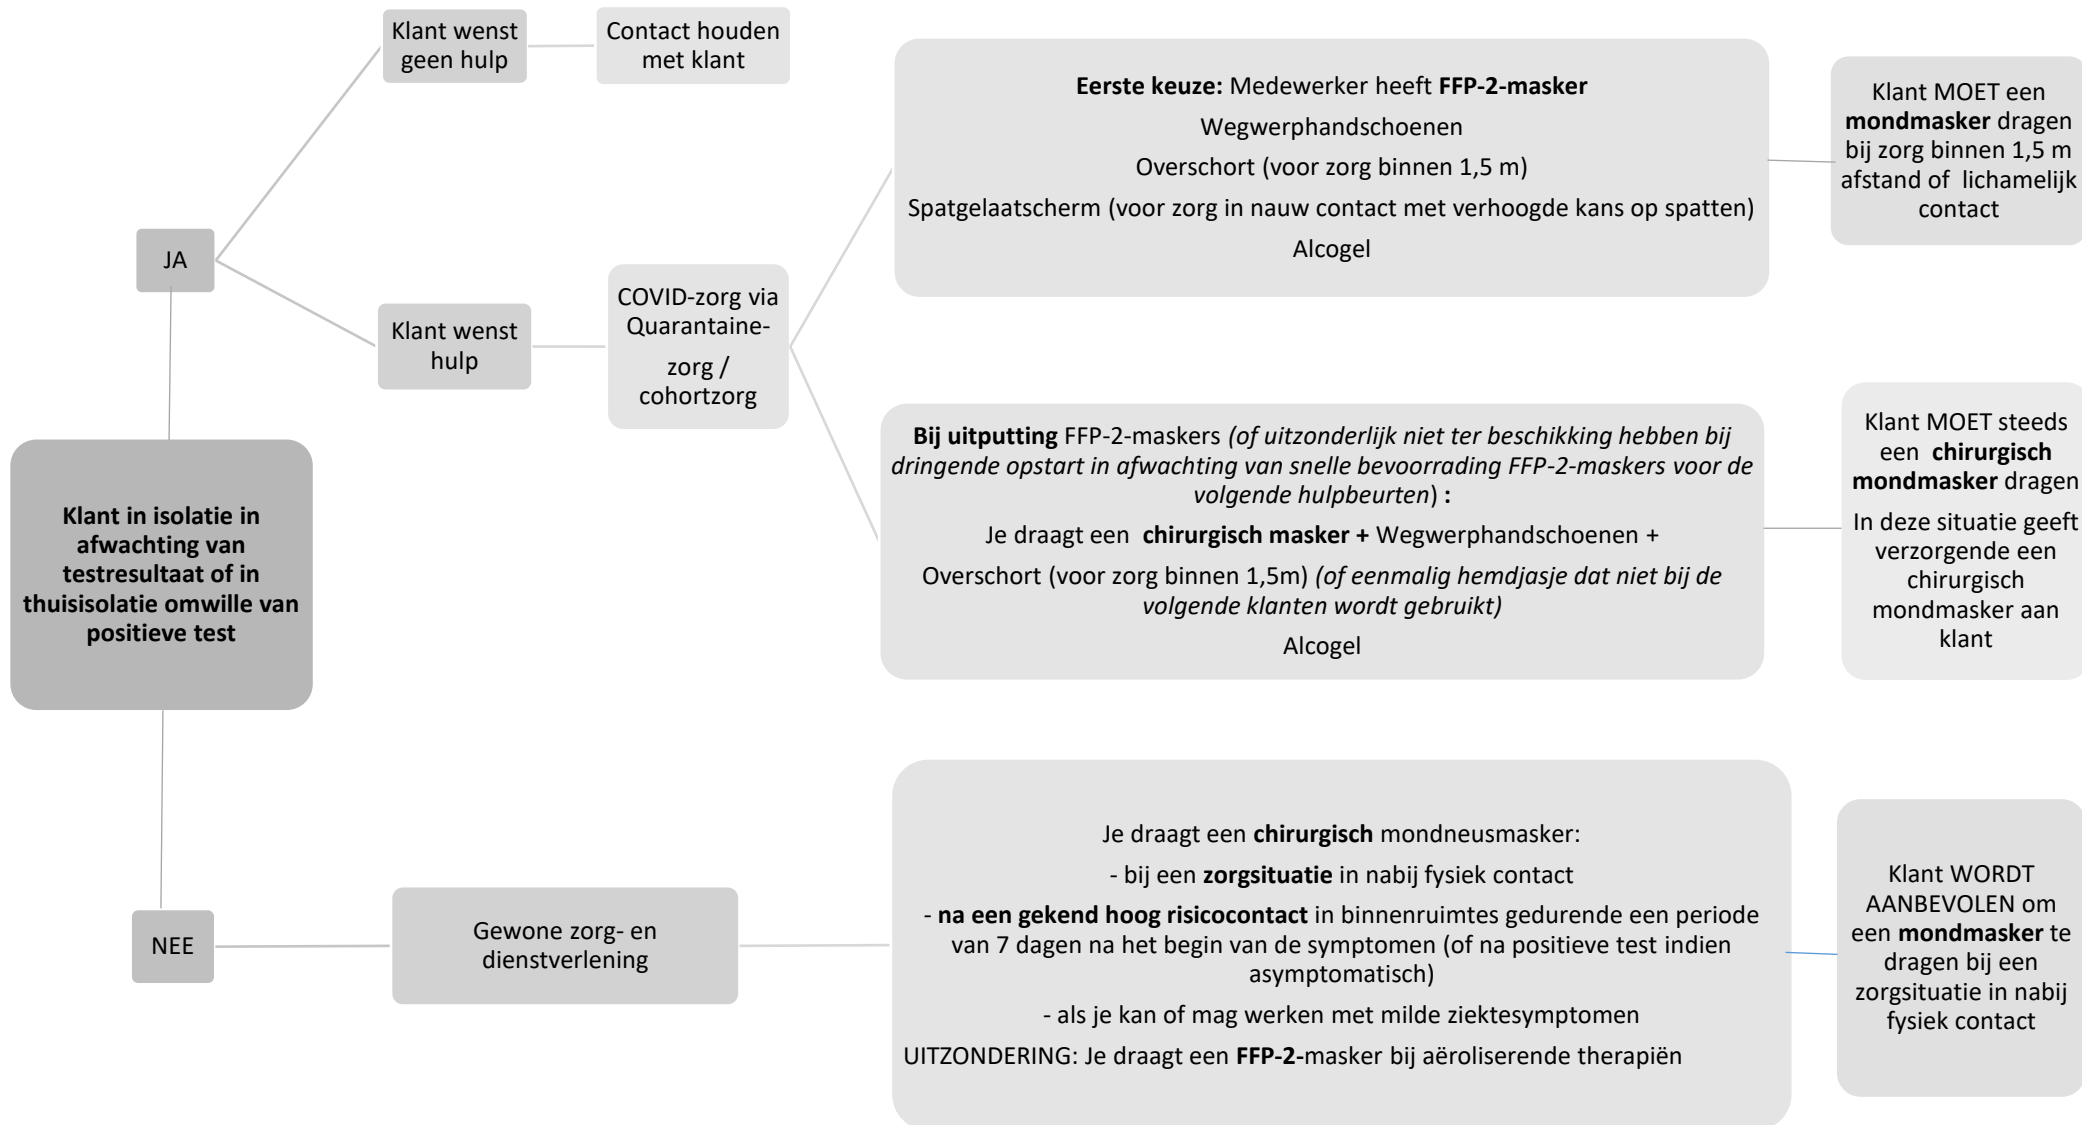 Klant wenst
geen hulp
Contact houden
met klant
Eerste keuze: Medewerker heeft FFP-2-masker
Wegwerphandschoenen
Overschort (voor zorg binnen 1,5 m)
Spatgelaatscherm (voor zorg in nauw contact met verhoogde kans op spatten)
Alcogel
Klant MOET een
mondmasker dragen
bij zorg binnen 1,5 m
afstand of lichamelijk
contact
JA
Klant wenst
hulp
COVID-zorg via
Quarantaine-
zorg /
cohortzorg
Bij uitputting FFP-2-maskers (of uitzonderlijk niet ter beschikking hebben bij
dringende opstart in afwachting van snelle bevoorrading FFP-2-maskers voor de
volgende hulpbeurten) :
Je draagt een chirurgisch masker + Wegwerphandschoenen +
Overschort (voor zorg binnen 1,5m) (of eenmalig hemdjasje dat niet bij de
volgende klanten wordt gebruikt)
Alcogel
Klant MOET steeds
een chirurgisch
mondmasker dragen
In deze situatie geeft
verzorgende een
chirurgisch
mondmasker aan
klant
Klant in isolatie in
afwachting van
testresultaat of in
thuisisolatie omwille van
positieve test
NEE
Gewone zorg- en
dienstverlening
Je draagt een chirurgisch mondneusmasker:
- bij een zorgsituatie in nabij fysiek contact
- na een gekend hoog risicocontact in binnenruimtes gedurende een periode
van 7 dagen na het begin van de symptomen (of na positieve test indien
asymptomatisch)
- als je kan of mag werken met milde ziektesymptomen
UITZONDERING: Je draagt een FFP-2-masker bij aëroliserende therapiën
Klant WORDT
AANBEVOLEN om
een mondmasker te
dragen bij een
zorgsituatie in nabij
fysiek contact